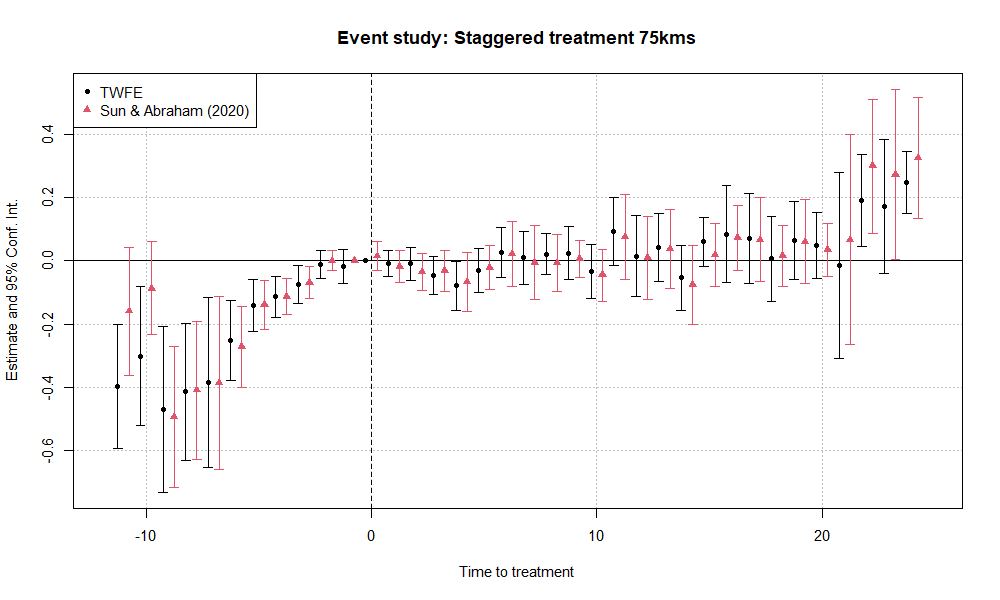 Event study: Staggered treatment 75kms
TWFE
Sun & Abraham (2020)
Estimate and 95% Conf. Int.
0.4
0.2
0.0
-0.2
-0.4
-0.6
-10 0 10 20
Time to treatment